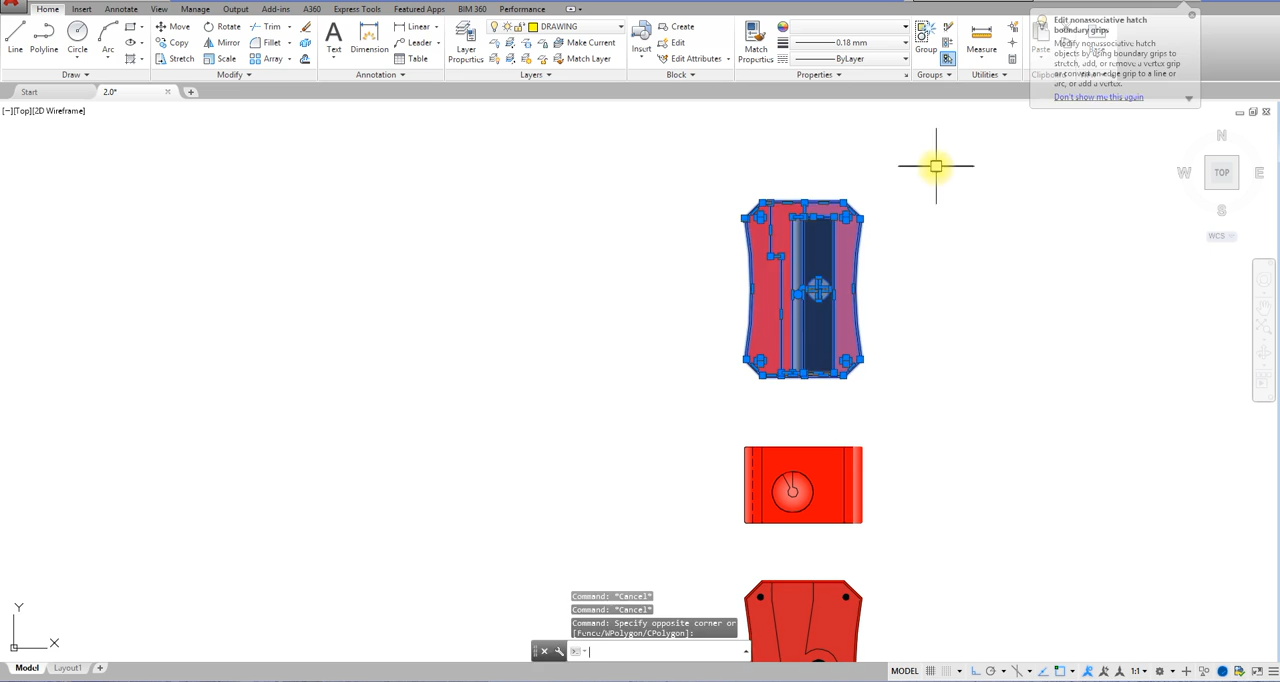 Home Insert Annotate View Manage Output Add-ins A360 Express Tools Featured Apps BIM 360 Performance
Line Polyline Circle Arc
Move Rotate Trim
Copy Mirror Fillet
Stretch Scale Array
Text Dimension
Linear
Leader
Table
Layer Properties
DRAWING
Make Current
Match Layer
Insert
Create
Edit
Edit Attributes
Match Properties
0.18 mm
ByLayer
Group
Measure
Paste
Draw Modify Annotation Layers Block Properties Groups Utilities
Edit nonassociative hatch
boundary grips
Modify nonassociative hatch
objects by using boundary grips to
stretch, add, or remove a vertex grip
or convert an edge grip to a line or
arc, or add a vertex.
Don't show me this again
Start 2.0*
[−][Top][2D Wireframe]
N
W TOP E
S
WCS
Y
X
Command: *Cancel*
Command: *Cancel*
Command: Specify opposite corner or
[Fence/WPolygon/CPolygon]:
Model Layout1
MODEL 1:1